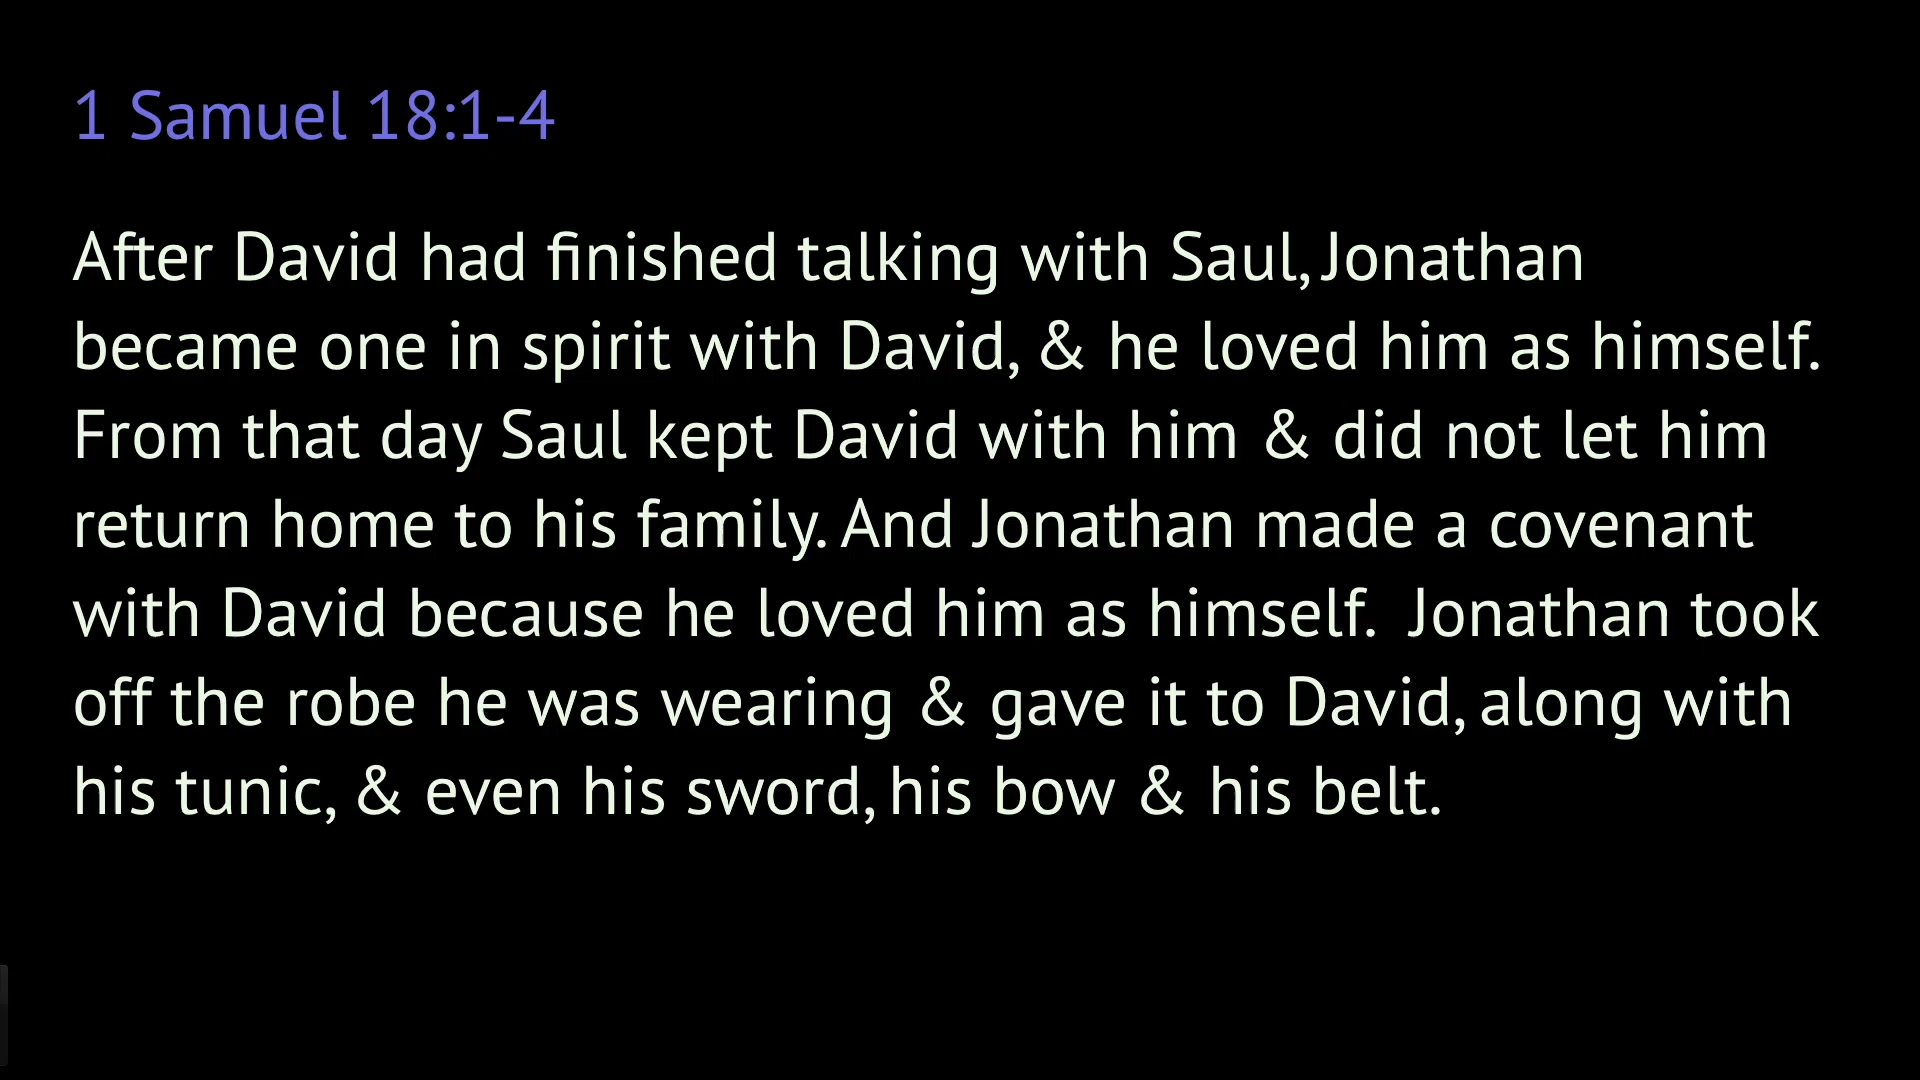 1 Samuel 18:1-4
After David had finished talking with Saul, Jonathan
became one in spirit with David, & he loved him as himself.
From that day Saul kept David with him & did not let him
return home to his family. And Jonathan made a covenant
with David because he loved him as himself.  Jonathan took
off the robe he was wearing & gave it to David, along with
his tunic, & even his sword, his bow & his belt.